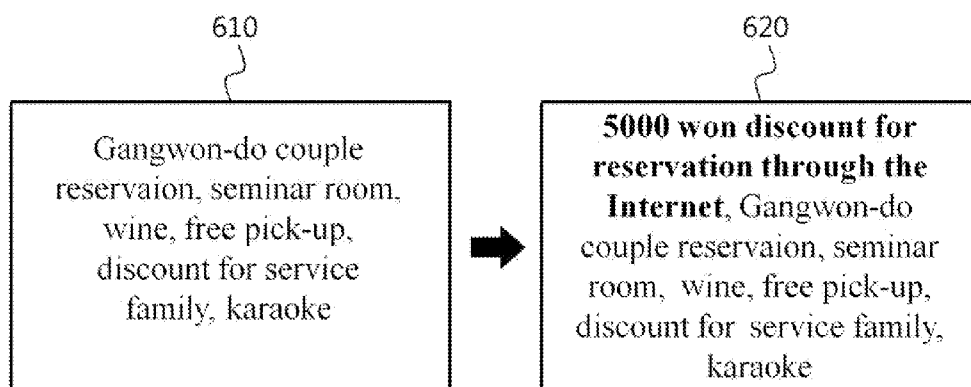 610
620
Gangwon-do couple
reservaion, seminar room,
wine, free pick-up,
discount for service
family, karaoke
5000 won discount for
reservation through the
Internet, Gangwon-do
couple reservaion, seminar
room, wine, free pick-up,
discount for service family,
karaoke